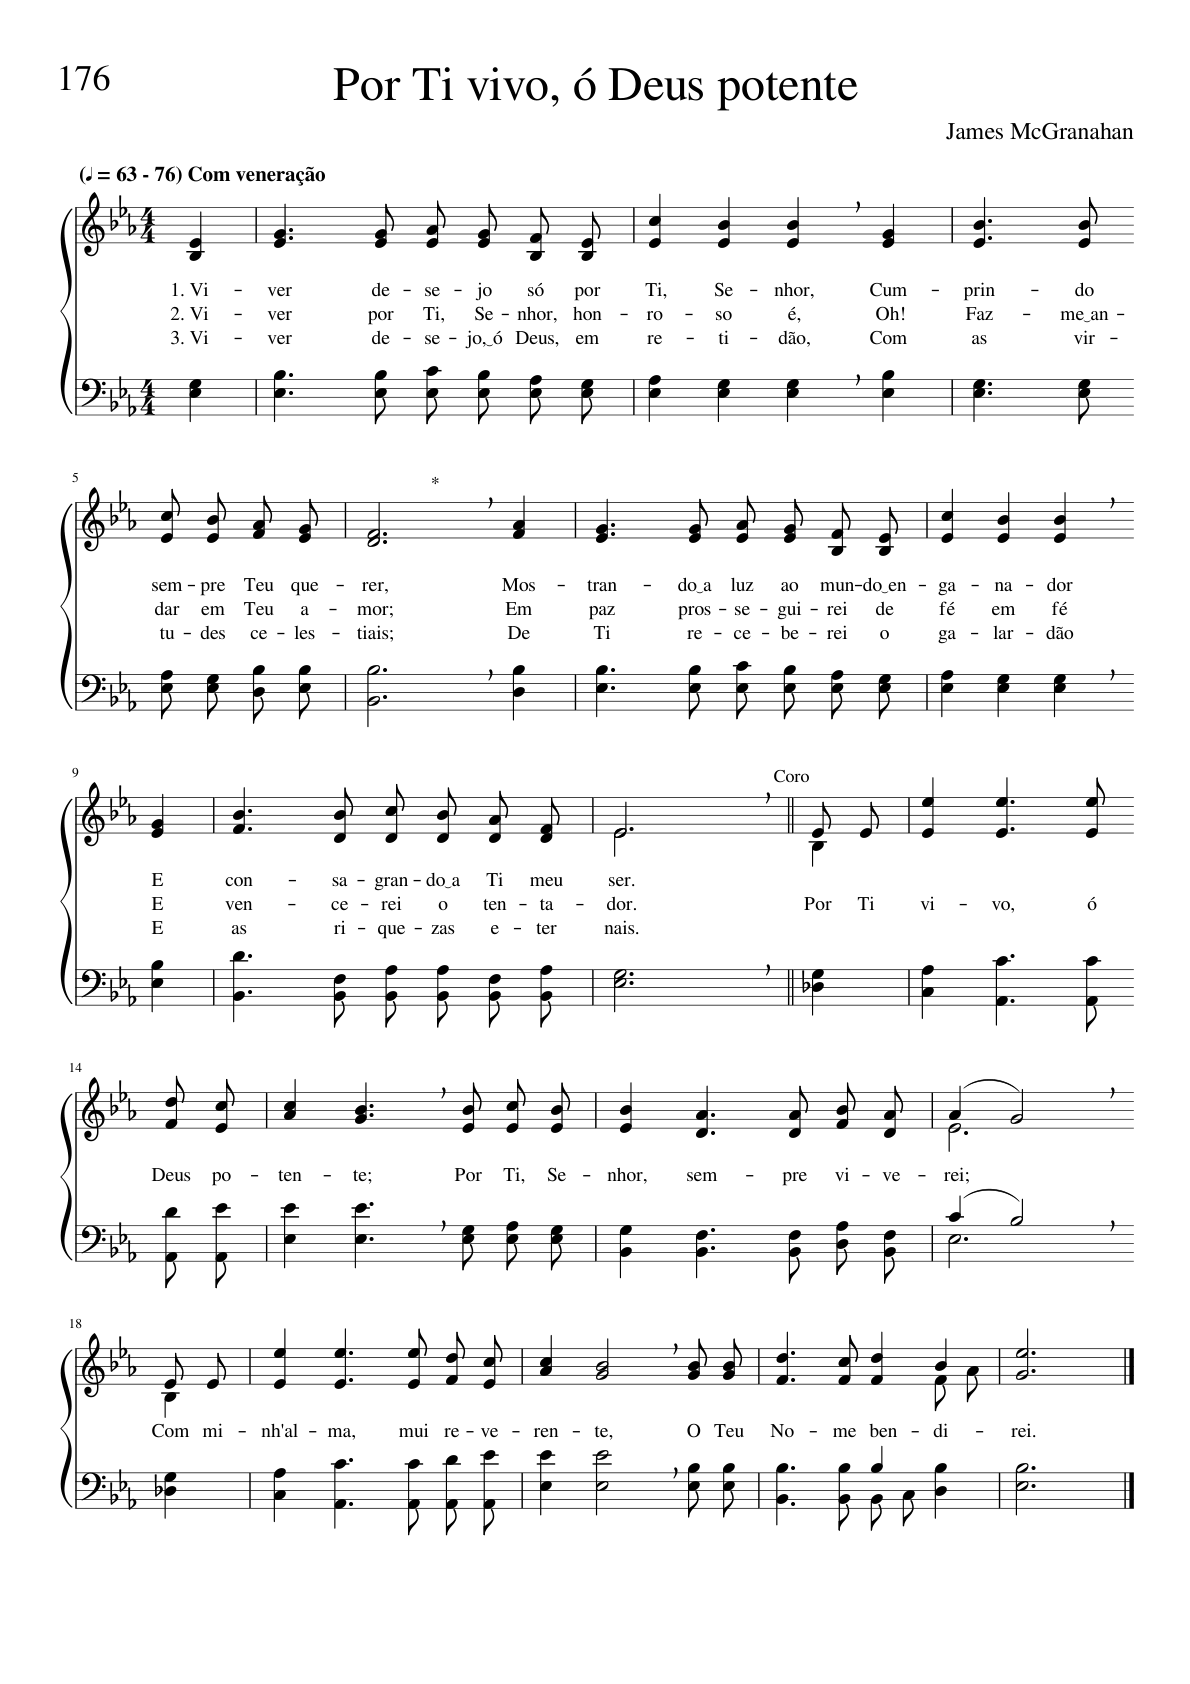 176
Por Ti vivo, ó Deus potente
James McGranahan
(♩ = 63 - 76) Com veneração
1. Vi – ver de – se – jo só por Ti, Se – nhor, Cum – prin – do
2. Vi – ver por Ti, Se – nhor, hon – ro – so é, Oh! Faz – me‿an –
3. Vi – ver de – se – jo,‿ó Deus, em re – ti – dão, Com as vir –
5
*
sem – pre Teu que – rer, Mos – tran – do‿a luz ao mun – do‿en – ga – na – dor
dar em Teu a – mor; Em paz pros – se – gui – rei de fé em fé
tu – des ce – les – tiais; De Ti re – ce – be – rei o ga – lar – dão
9
Coro
E con – sa – gran – do‿a Ti meu ser.
E ven – ce – rei o ten – ta – dor. Por Ti vi – vo, ó
E as ri – que – zas e – ter nais.
14
Deus po – ten – te; Por Ti, Se – nhor, sem – pre vi – ve – rei;
18
Com mi – nh'al – ma, mui re – ve – ren – te, O Teu No – me ben – di – rei.